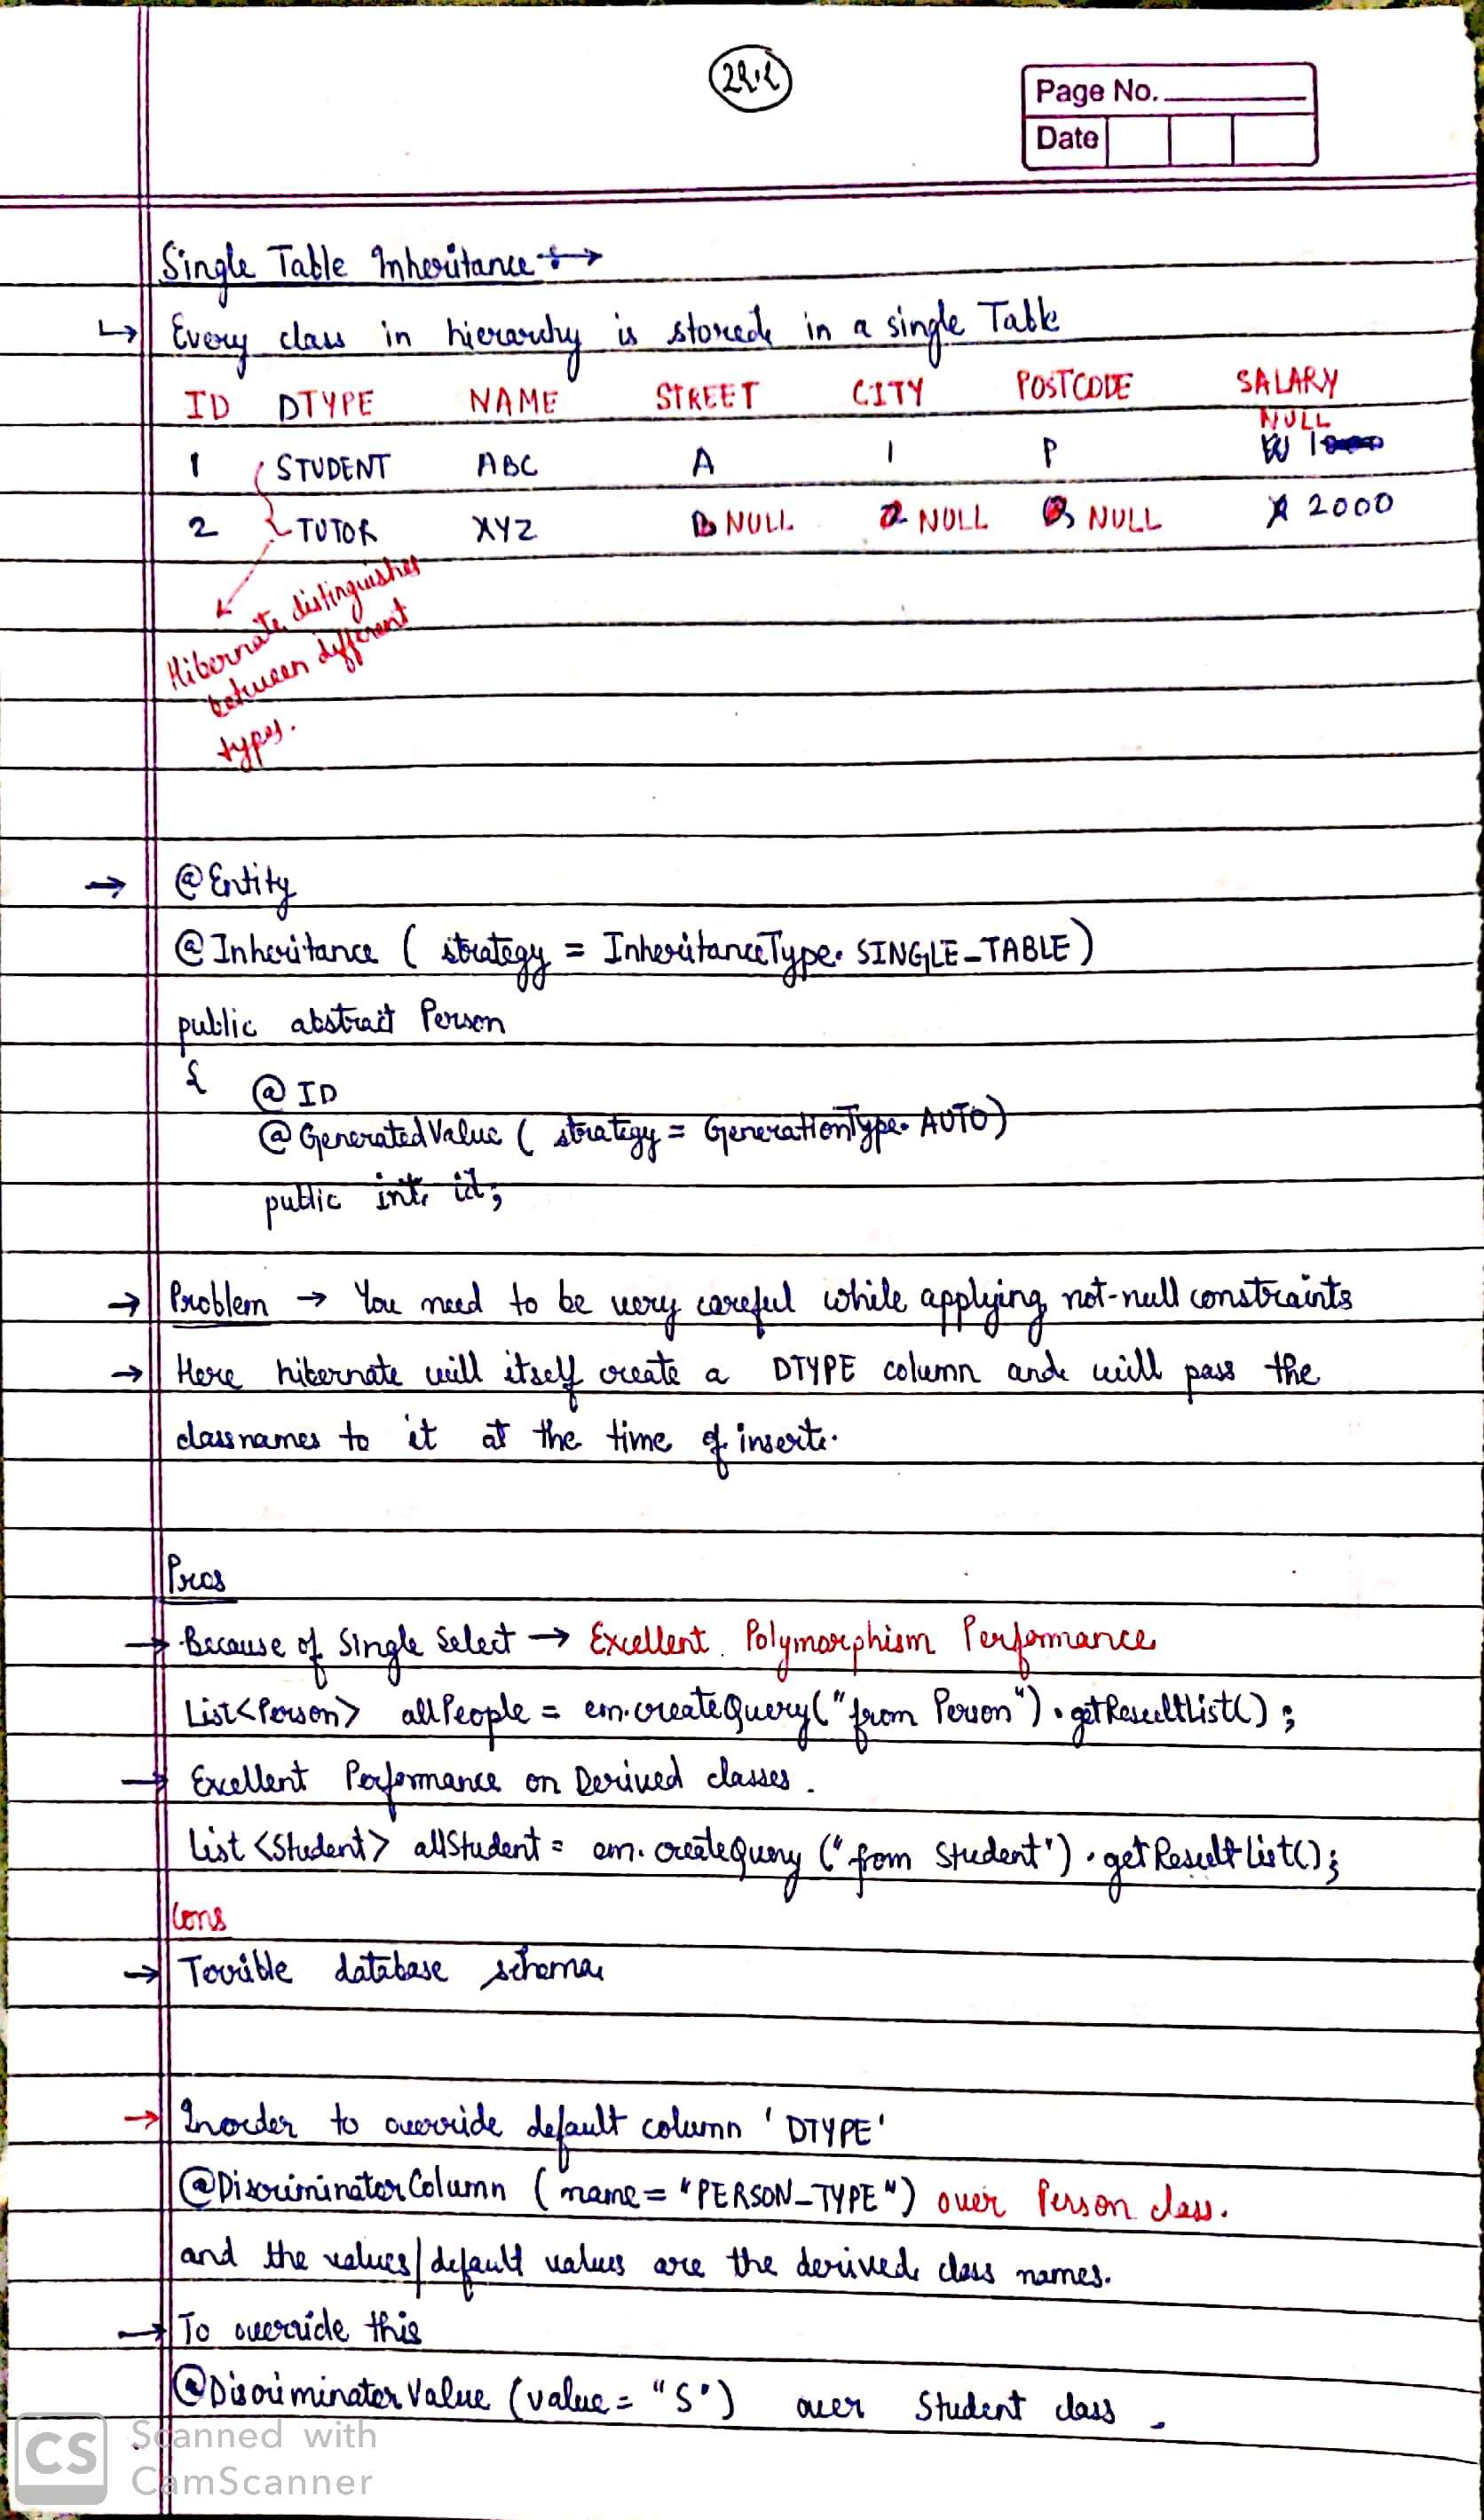 Page No.
Date
Single Table Inheritance →
↳ Every class in hierarchy is stored in a single Table
ID DTYPE NAME STREET CITY POSTCODE SALARY
1 STUDENT ABC A 1 P NULL
2 TUTOR XYZ NULL NULL NULL 2000
Hibernate distinguishes
between different
types.
→ @Entity
@Inheritance ( strategy = InheritanceType. SINGLE_TABLE )
public abstract Person
{ @ID
@GeneratedValue ( strategy = GenerationType. AUTO)
public int id;
→ Problem → You need to be very careful while applying not-null constraints
→ Here hibernate will itself create a DTYPE column and will pass the
classnames to it at the time of insert.
Pros
→ Because of Single Select → Excellent Polymorphism Performance
List<Person> allPeople = em.createQuery("from Person").getResultList();
→ Excellent Performance on Derived classes.
List <Student> allStudent = em.createQuery ("from Student").getResultList();
Cons
→ Terrible database schema
→ Inorder to override default column 'DTYPE'
@DiscriminatorColumn (name = "PERSON_TYPE") over Person class.
and the values/default values are the derived class names.
→ To override this
@DiscriminatorValue (value = "S") over Student class.
CS Scanned with
CamScanner